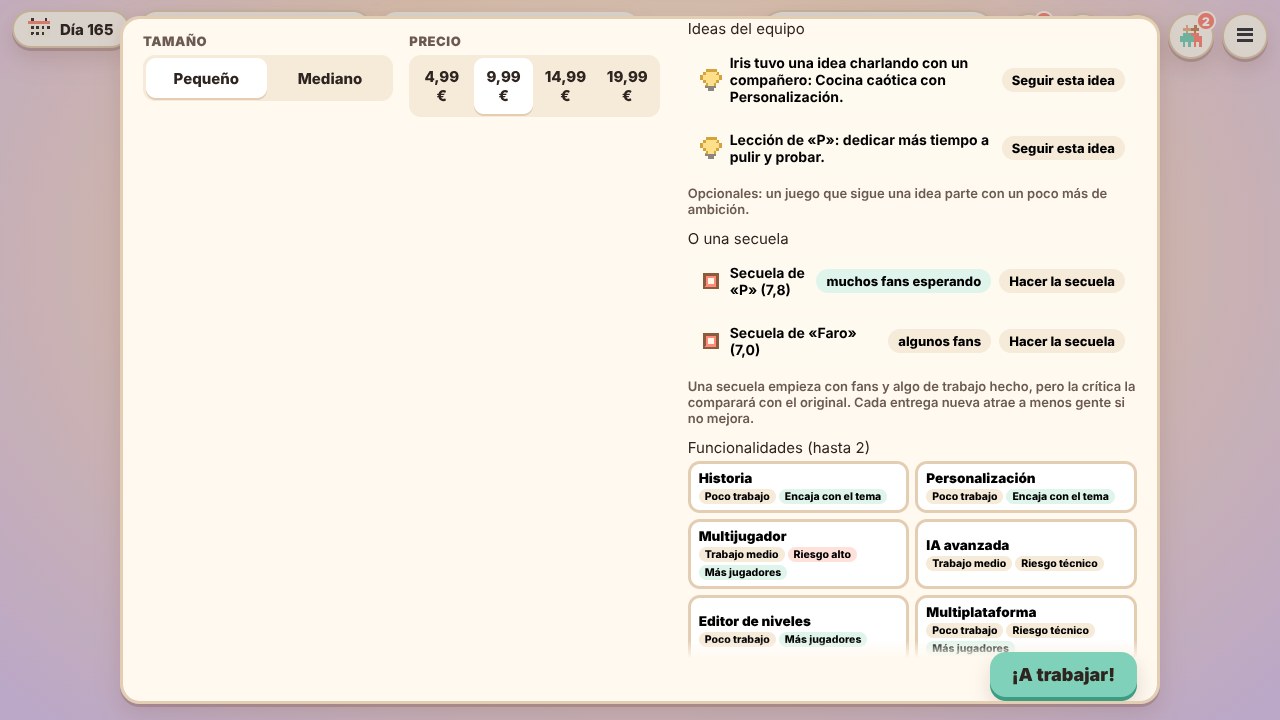 Día 165
2
TAMAÑO
Pequeño
Mediano
PRECIO
4,99 €
9,99 €
14,99 €
19,99 €
Ideas del equipo
Iris tuvo una idea charlando con un
compañero: Cocina caótica con
Personalización.
Seguir esta idea
Lección de «P»: dedicar más tiempo a
pulir y probar.
Seguir esta idea
Opcionales: un juego que sigue una idea parte con un poco más de
ambición.
O una secuela
Secuela de
«P» (7,8)
muchos fans esperando
Hacer la secuela
Secuela de «Faro»
(7,0)
algunos fans
Hacer la secuela
Una secuela empieza con fans y algo de trabajo hecho, pero la crítica la
comparará con el original. Cada entrega nueva atrae a menos gente si
no mejora.
Funcionalidades (hasta 2)
Historia
Poco trabajo Encaja con el tema
Personalización
Poco trabajo Encaja con el tema
Multijugador
Trabajo medio Riesgo alto
Más jugadores
IA avanzada
Trabajo medio Riesgo técnico
Editor de niveles
Poco trabajo Más jugadores
Multiplataforma
Poco trabajo Riesgo técnico
Más jugadores
¡A trabajar!